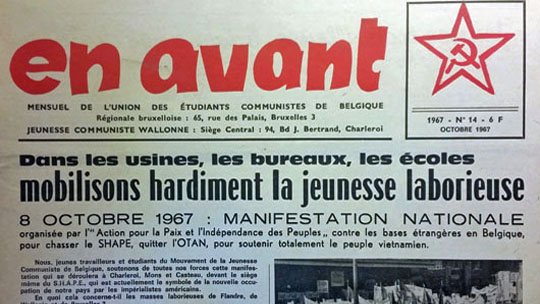 en avant
MENSUEL DE L'UNION DES ÉTUDIANTS COMMUNISTES DE BELGIQUE
Régionale bruxelloise : 65, rue des Palais, Bruxelles 3
JEUNESSE COMMUNISTE WALLONNE : Siège Central : 94, Bd J. Bertrand, Charleroi
1967 - N° 14 - 6 F
OCTOBRE 1967
Dans les usines, les bureaux, les écoles
mobilisons hardiment la jeunesse laborieuse
8 OCTOBRE 1967 : MANIFESTATION NATIONALE
organisée par l'" Action pour la Paix et l'Indépendance des Peuples „ contre les bases étrangères en Belgique,
pour chasser le SHAPE, quitter l'OTAN, pour soutenir totalement le peuple vietnamien.
Nous, jeunes travailleurs et étudiants du Mouvement de la Jeunesse
Communiste de Belgique, soutenons de toutes nos forces cette manifestation
qui se déroulera à Charleroi, Mons et Casteau, devant le siège
même du S.H.A.P.E., qui est actuellement le symbole de la nouvelle occupation
de notre pays par les impérialistes américains.
En quoi cela concerne-t-il les masses laborieuses de Flandre, de